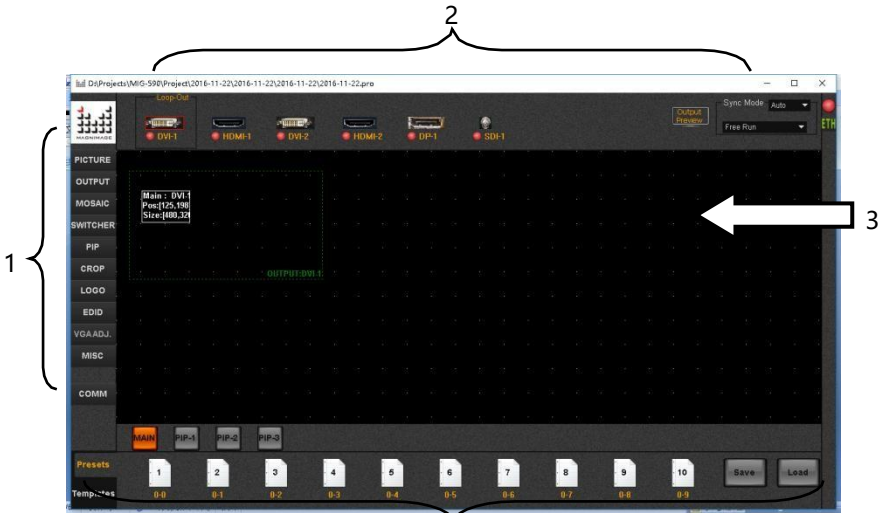 2
D:\Projects\MIG-590\Project\2016-11-22\2016-11-22\2016-11-22\2016-11-22.pro
Loop-Out
DVI-1
HDMI-1
DVI-2
HDMI-2
DP-1
SDI-1
Output Preview
Sync Mode
Auto
Free Run
ETH
MAGNIMAGE
PICTURE
OUTPUT
MOSAIC
SWITCHER
PIP
CROP
LOGO
EDID
VGA ADJ.
MISC
COMM
1
Main : DVI-1
Pos:[125,198
Size:[480,320
OUTPUT:DVI-1
3
MAIN
PIP-1
PIP-2
PIP-3
Presets
Templates
1
2
3
4
5
6
7
8
9
10
0-0
0-1
0-2
0-3
0-4
0-5
0-6
0-7
0-8
0-9
Save
Load